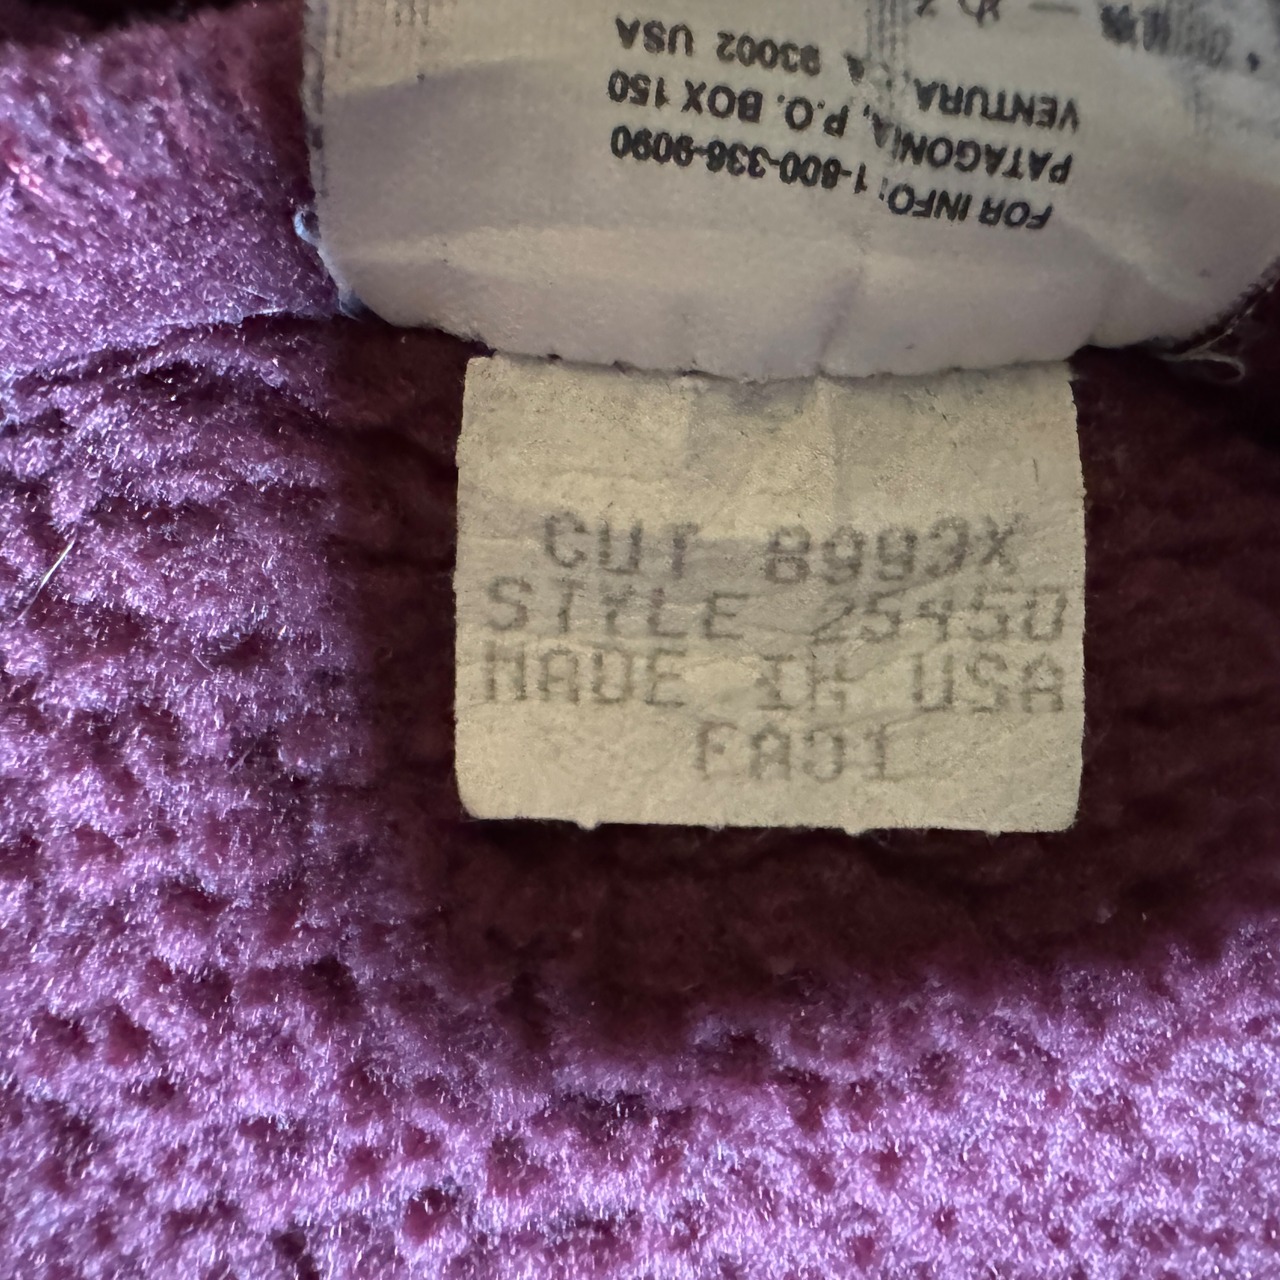 FOR INFO: 1-800-336-9090
PATAGONIA, P.O. BOX 150
VENTURA, CA 93002 USA
CUT 8993X
STYLE 25450
MADE IN USA
FA01